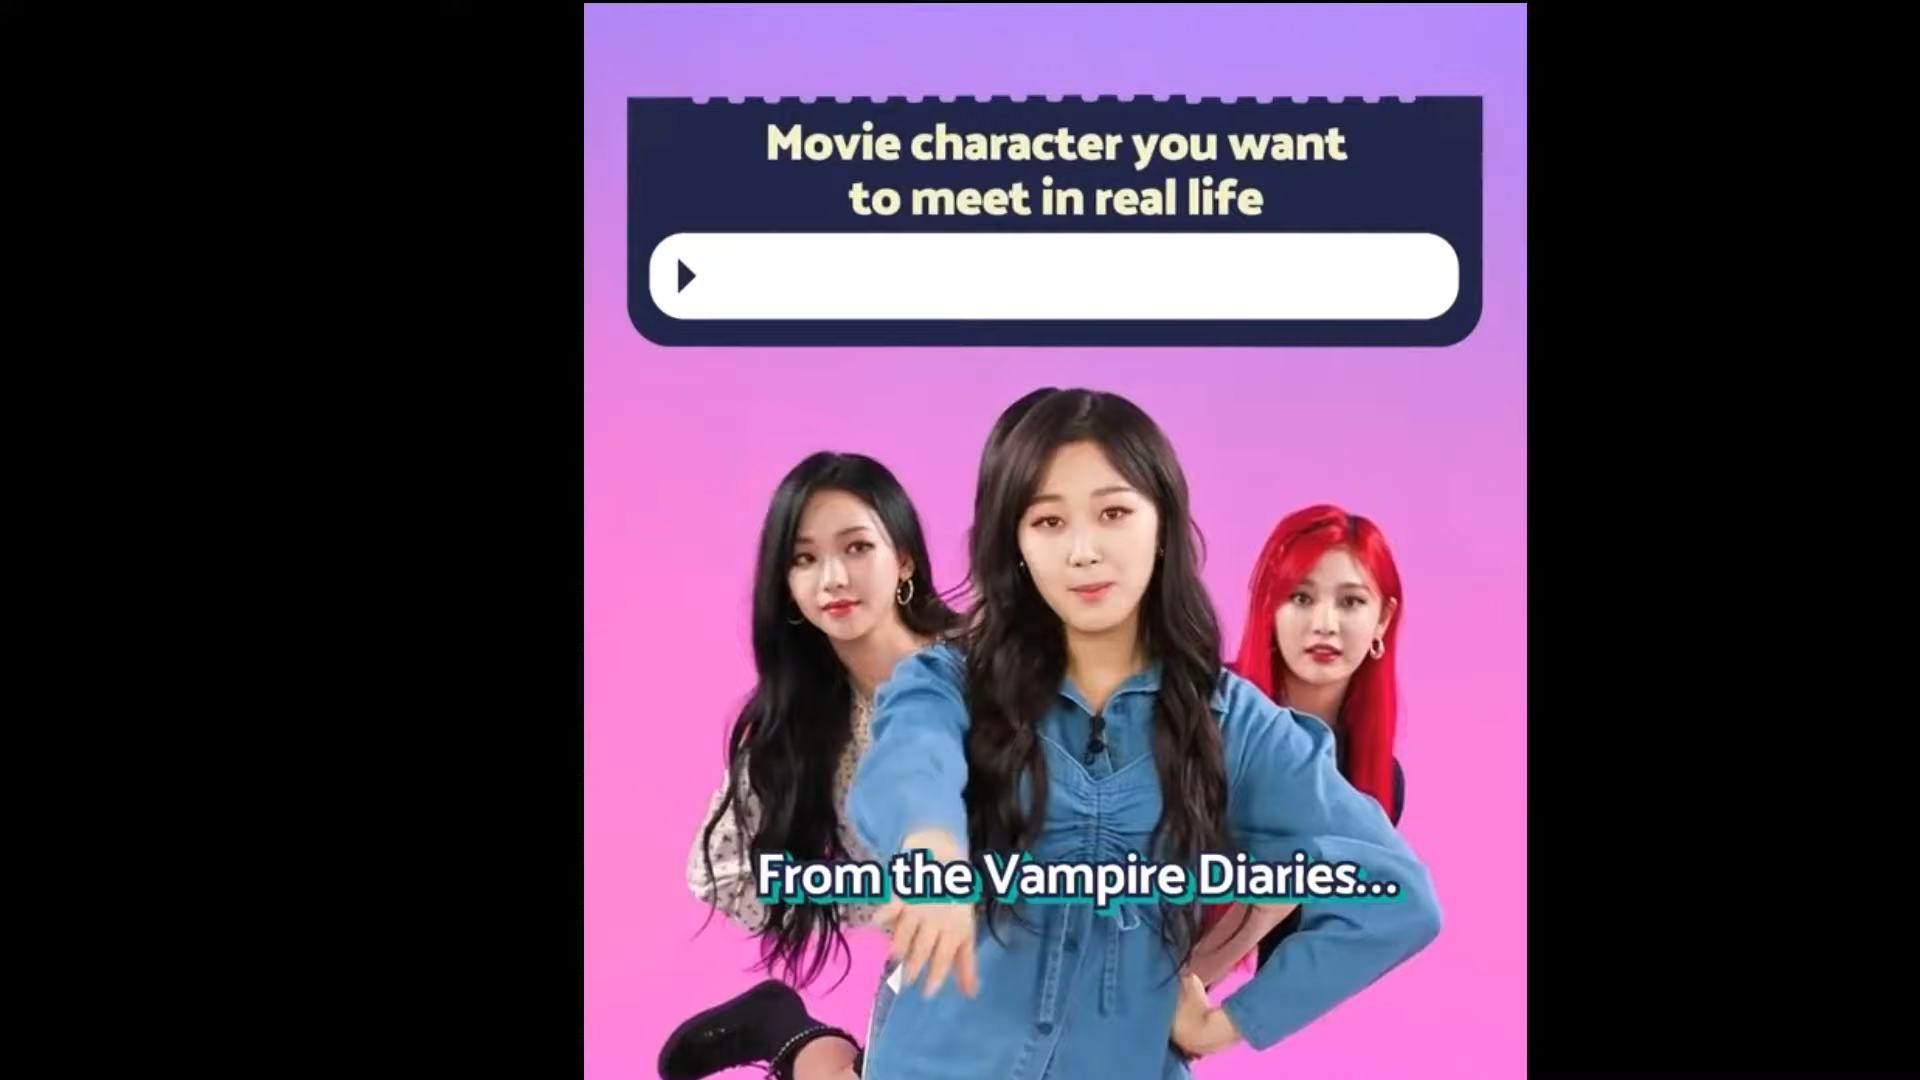 Movie character you want
to meet in real life
From the Vampire Diaries...